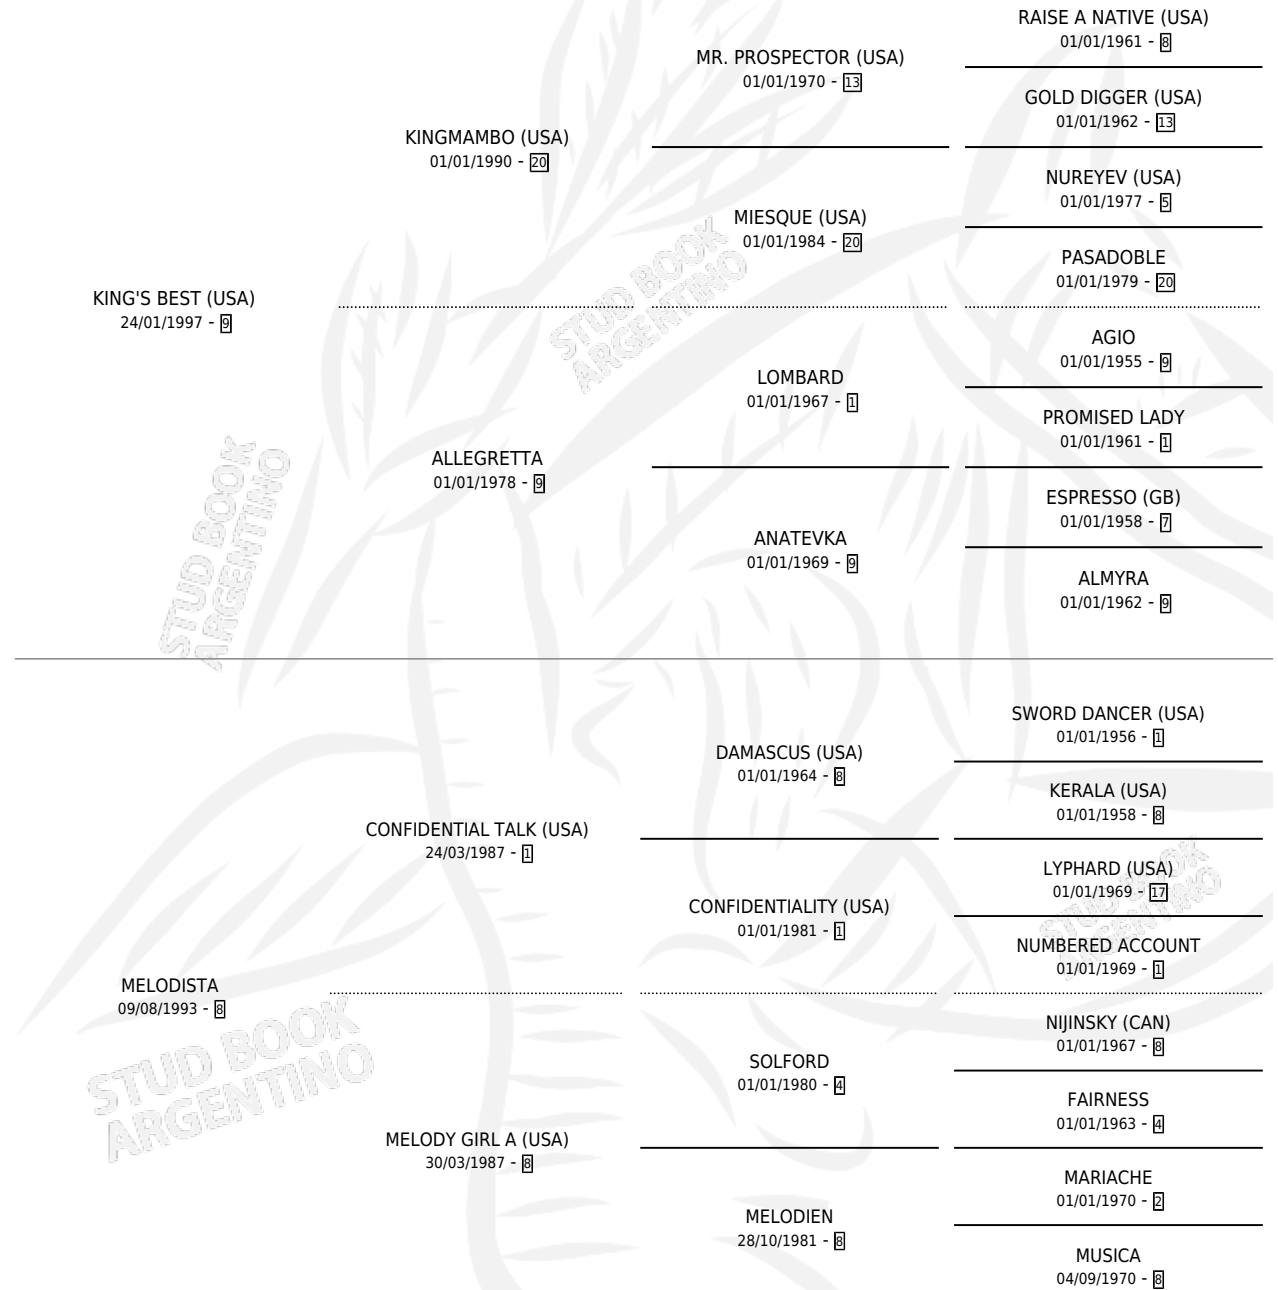 RAISE A NATIVE (USA)
01/01/1961 - 8
MR. PROSPECTOR (USA)
01/01/1970 - 13
GOLD DIGGER (USA)
01/01/1962 - 13
KINGMAMBO (USA)
01/01/1990 - 20
NUREYEV (USA)
01/01/1977 - 5
MIESQUE (USA)
01/01/1984 - 20
PASADOBLE
01/01/1979 - 20
KING'S BEST (USA)
24/01/1997 - 9
AGIO
01/01/1955 - 9
LOMBARD
01/01/1967 - 1
PROMISED LADY
01/01/1961 - 1
ALLEGRETTA
01/01/1978 - 9
ESPRESSO (GB)
01/01/1958 - 7
ANATEVKA
01/01/1969 - 9
ALMYRA
01/01/1962 - 9
SWORD DANCER (USA)
01/01/1956 - 1
DAMASCUS (USA)
01/01/1964 - 8
KERALA (USA)
01/01/1958 - 8
CONFIDENTIAL TALK (USA)
24/03/1987 - 1
LYPHARD (USA)
01/01/1969 - 17
CONFIDENTIALITY (USA)
01/01/1981 - 1
NUMBERED ACCOUNT
01/01/1969 - 1
MELODISTA
09/08/1993 - 8
NIJINSKY (CAN)
01/01/1967 - 8
SOLFORD
01/01/1980 - 4
FAIRNESS
01/01/1963 - 4
MELODY GIRL A (USA)
30/03/1987 - 8
MARIACHE
01/01/1970 - 2
MELODIEN
28/10/1981 - 8
MUSICA
04/09/1970 - 8
STUD BOOK
ARGENTINO
STUD BOOK
ARGENTINO
STUD BOOK
ARGENTINO
STUD BOOK
ARGENTINO